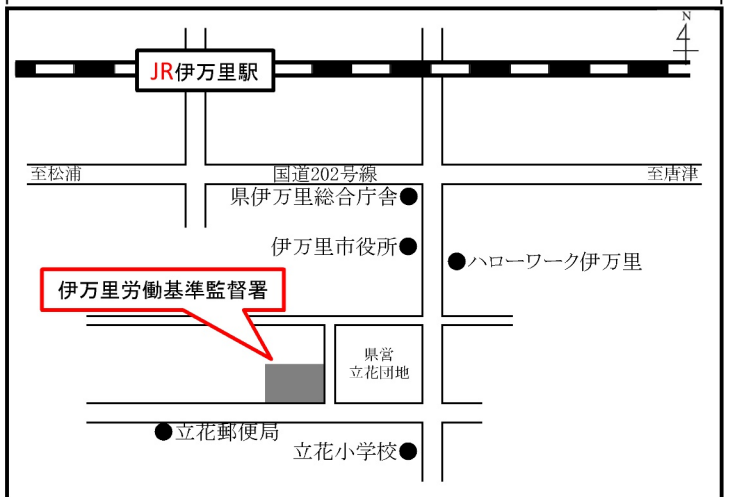 N
JR伊万里駅
至松浦
国道202号線
至唐津
県伊万里総合庁舎
伊万里市役所
ハローワーク伊万里
伊万里労働基準監督署
県営
立花団地
立花郵便局
立花小学校